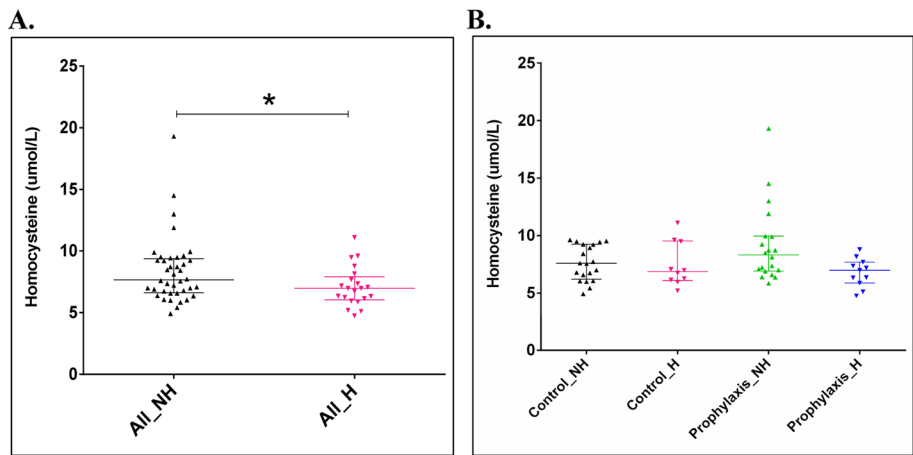 A.
B.
25
20
15
10
5
0
Homocysteine (umol/L)
*
All_NH
All_H
25
20
15
10
5
0
Homocysteine (umol/L)
Control_NH
Control_H
Prophylaxis_NH
Prophylaxis_H